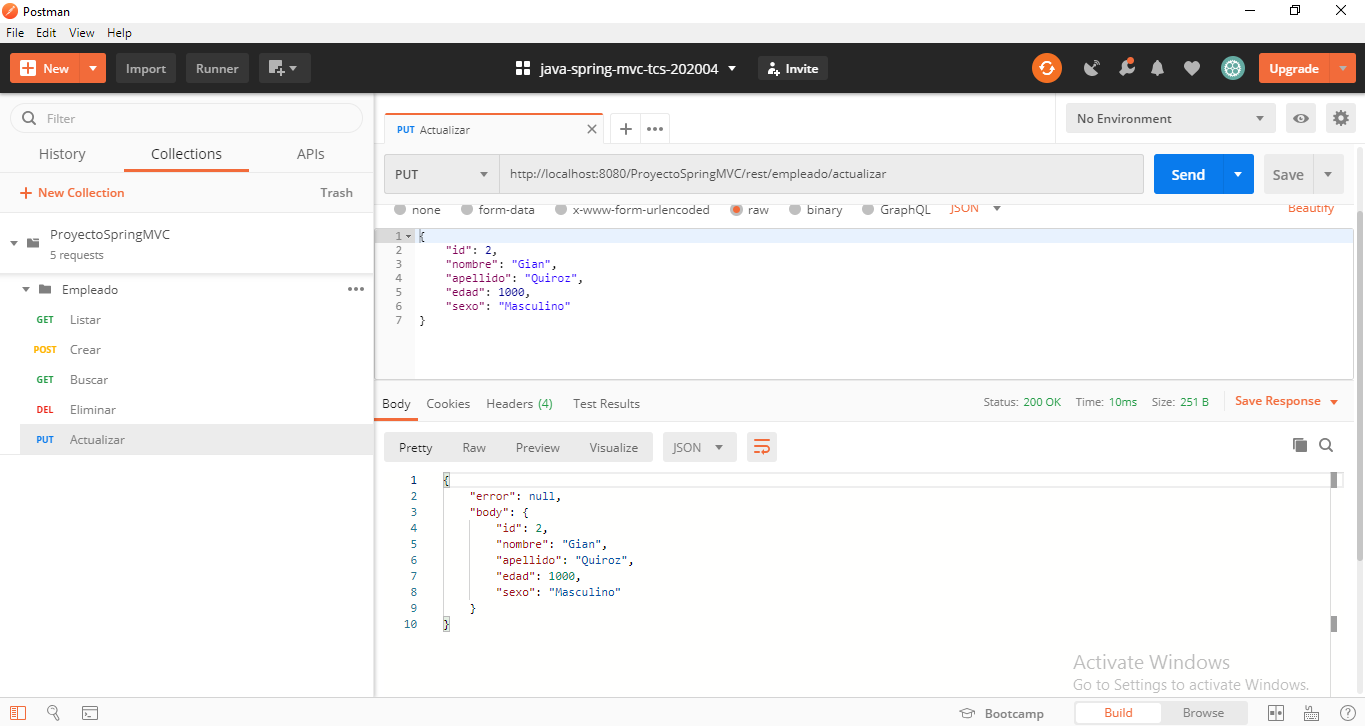 Postman
File Edit View Help
New Import Runner java-spring-mvc-tcs-202004 Invite Upgrade
Filter
History Collections APIs
New Collection Trash
ProyectoSpringMVC
5 requests
Empleado
GET Listar
POST Crear
GET Buscar
DEL Eliminar
PUT Actualizar
PUT Actualizar
No Environment
PUT http://localhost:8080/ProyectoSpringMVC/rest/empleado/actualizar Send Save
none form-data x-www-form-urlencoded raw binary GraphQL JSON Beautify
1 {
2 "id": 2,
3 "nombre": "Gian",
4 "apellido": "Quiroz",
5 "edad": 1000,
6 "sexo": "Masculino"
7 }
Body Cookies Headers (4) Test Results Status: 200 OK Time: 10ms Size: 251 B Save Response
Pretty Raw Preview Visualize JSON
1 {
2 "error": null,
3 "body": {
4 "id": 2,
5 "nombre": "Gian",
6 "apellido": "Quiroz",
7 "edad": 1000,
8 "sexo": "Masculino"
9 }
10 }
Activate Windows
Go to Settings to activate Windows.
Bootcamp Build Browse